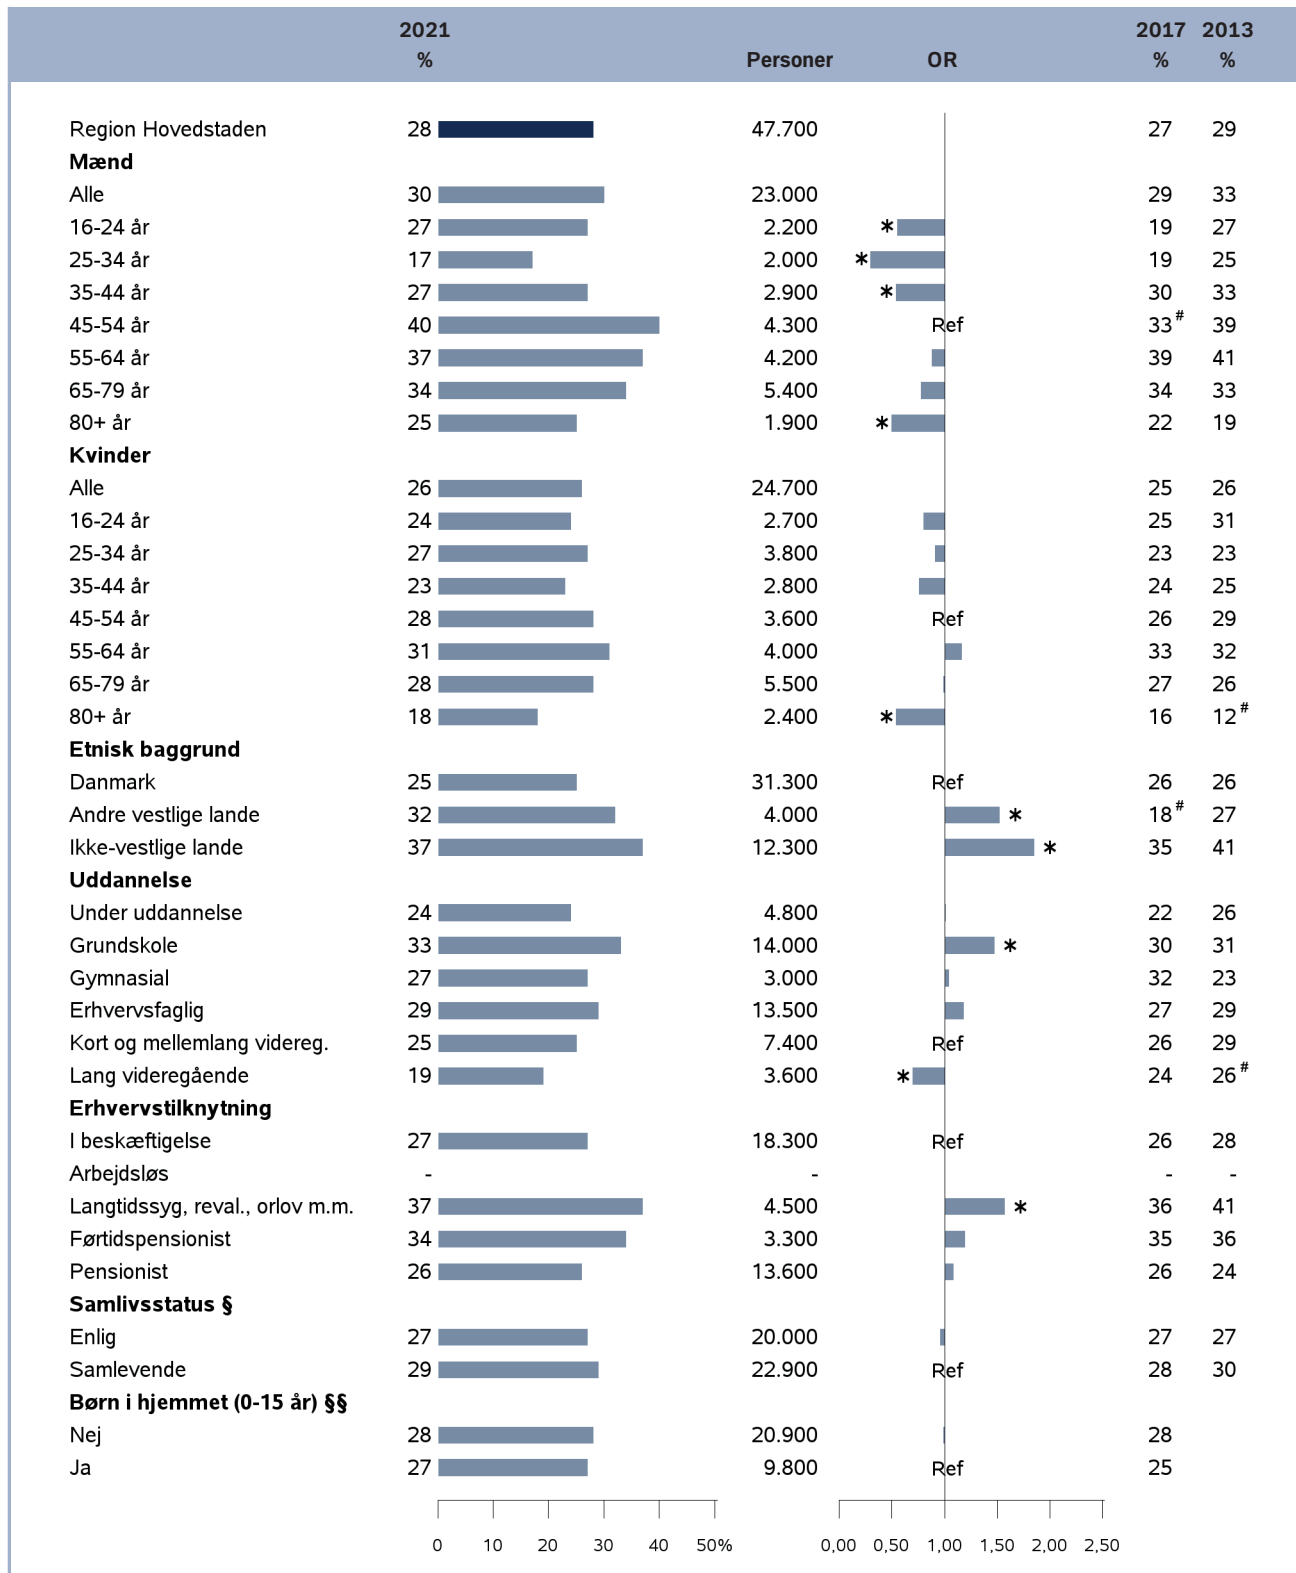 2021 2017 2013
% Personer OR % %
Region Hovedstaden 28 47.700 27 29
Mænd
Alle 30 23.000 29 33
16-24 år 27 2.200 * 19 27
25-34 år 17 2.000 * 19 25
35-44 år 27 2.900 * 30 33
45-54 år 40 4.300 Ref 33# 39
55-64 år 37 4.200 39 41
65-79 år 34 5.400 34 33
80+ år 25 1.900 * 22 19
Kvinder
Alle 26 24.700 25 26
16-24 år 24 2.700 25 31
25-34 år 27 3.800 23 23
35-44 år 23 2.800 24 25
45-54 år 28 3.600 Ref 26 29
55-64 år 31 4.000 33 32
65-79 år 28 5.500 27 26
80+ år 18 2.400 * 16 12#
Etnisk baggrund
Danmark 25 31.300 Ref 26 26
Andre vestlige lande 32 4.000 * 18# 27
Ikke-vestlige lande 37 12.300 * 35 41
Uddannelse
Under uddannelse 24 4.800 22 26
Grundskole 33 14.000 * 30 31
Gymnasial 27 3.000 32 23
Erhvervsfaglig 29 13.500 27 29
Kort og mellemlang videreg. 25 7.400 Ref 26 29
Lang videregående 19 3.600 * 24 26#
Erhvervstilknytning
I beskæftigelse 27 18.300 Ref 26 28
Arbejdsløs - - - -
Langtidssyg, reval., orlov m.m. 37 4.500 * 36 41
Førtidspensionist 34 3.300 35 36
Pensionist 26 13.600 26 24
Samlivsstatus §
Enlig 27 20.000 27 27
Samlevende 29 22.900 Ref 28 30
Børn i hjemmet (0-15 år) §§
Nej 28 20.900 28
Ja 27 9.800 Ref 25
0 10 20 30 40 50% 0,00 0,50 1,00 1,50 2,00 2,50